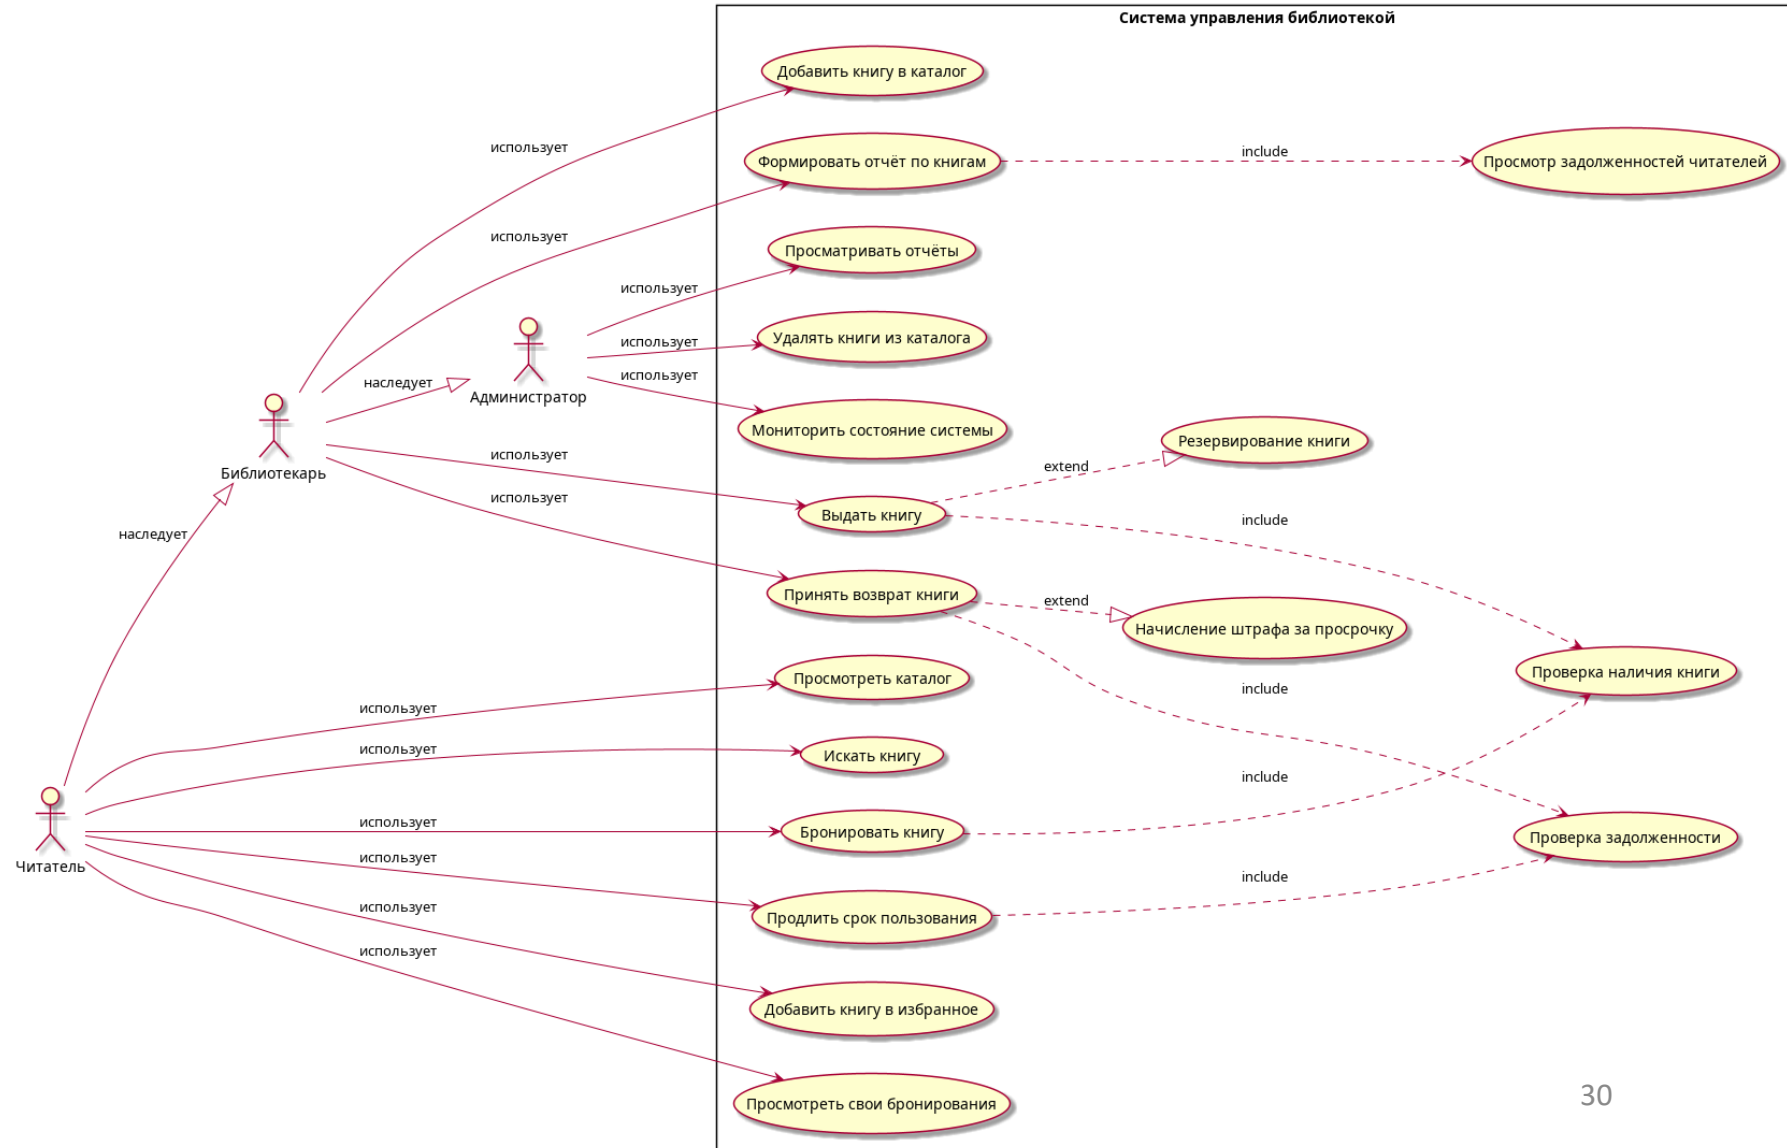 Система управления библиотекой
Добавить книгу в каталог
использует
Формировать отчёт по книгам
include
Просмотр задолженностей читателей
использует
Просматривать отчёты
использует
Удалять книги из каталога
использует
использует
наследует
Администратор
Мониторить состояние системы
Резервирование книги
использует
extend
Библиотекарь
использует
Выдать книгу
include
наследует
Принять возврат книги
extend
Начисление штрафа за просрочку
Проверка наличия книги
Просмотреть каталог
include
использует
использует
Искать книгу
include
использует
Бронировать книгу
Проверка задолженности
использует
Читатель
include
использует
Продлить срок пользования
использует
Добавить книгу в избранное
Просмотреть свои бронирования
30